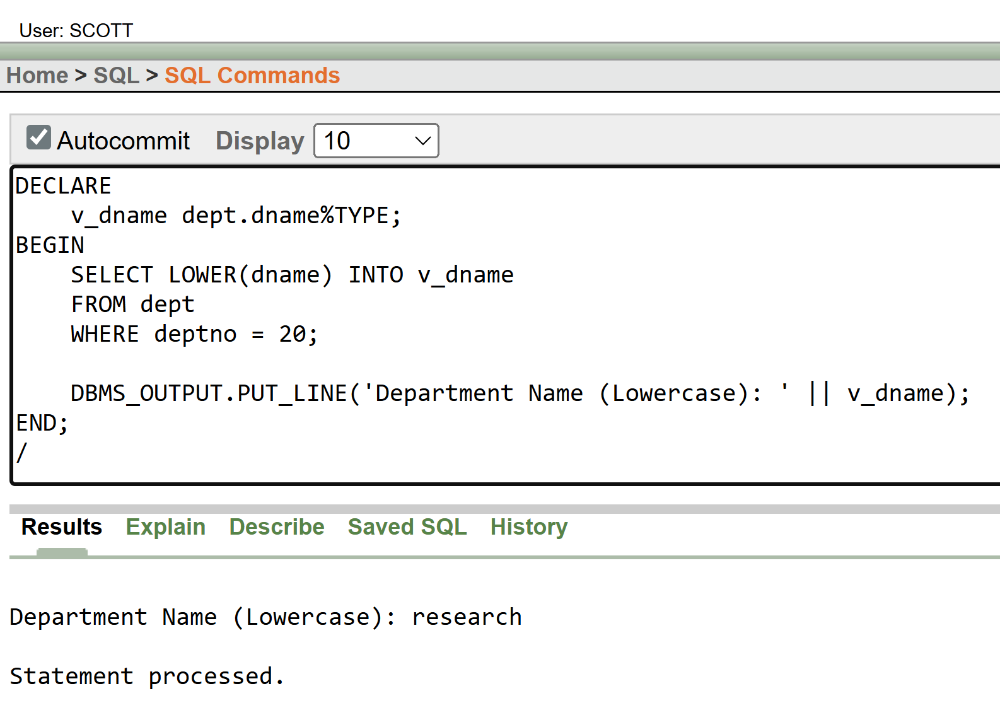 User: SCOTT
Home > SQL > SQL Commands
Autocommit Display 10
DECLARE
    v_dname dept.dname%TYPE;
BEGIN
    SELECT LOWER(dname) INTO v_dname
    FROM dept
    WHERE deptno = 20;
    DBMS_OUTPUT.PUT_LINE('Department Name (Lowercase): ' || v_dname);
END;
/
Results Explain Describe Saved SQL History
Department Name (Lowercase): research
Statement processed.